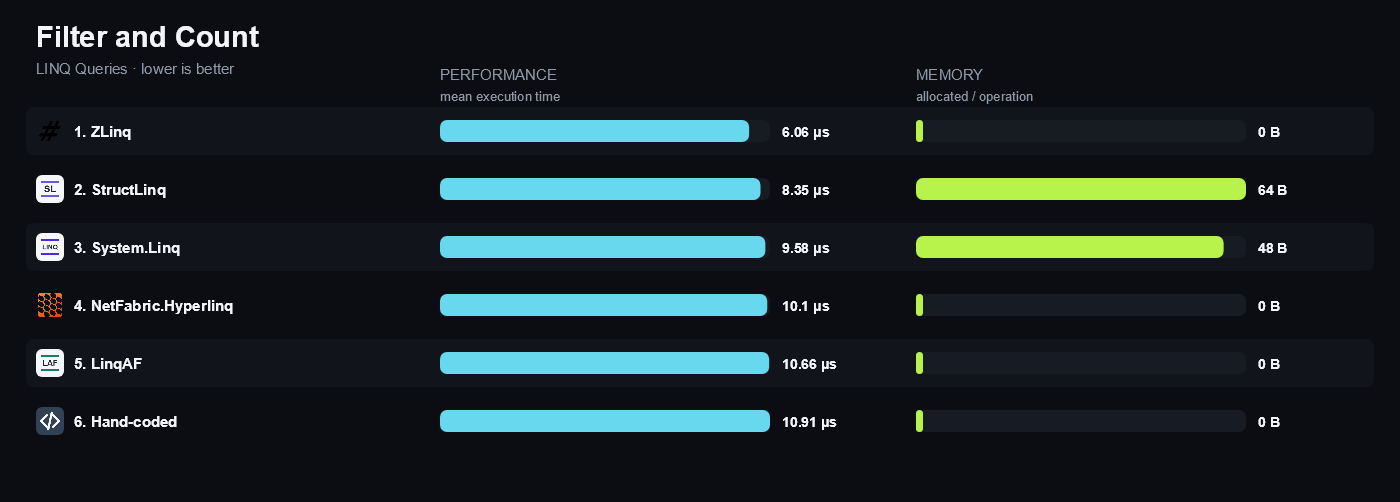 Filter and Count
LINQ Queries · lower is better
PERFORMANCE
mean execution time
MEMORY
allocated / operation
# 1. ZLinq 6.06 µs 0 B
SL 2. StructLinq 8.35 µs 64 B
LINQ 3. System.Linq 9.58 µs 48 B
4. NetFabric.Hyperlinq 10.1 µs 0 B
LAF 5. LinqAF 10.66 µs 0 B
</> 6. Hand-coded 10.91 µs 0 B